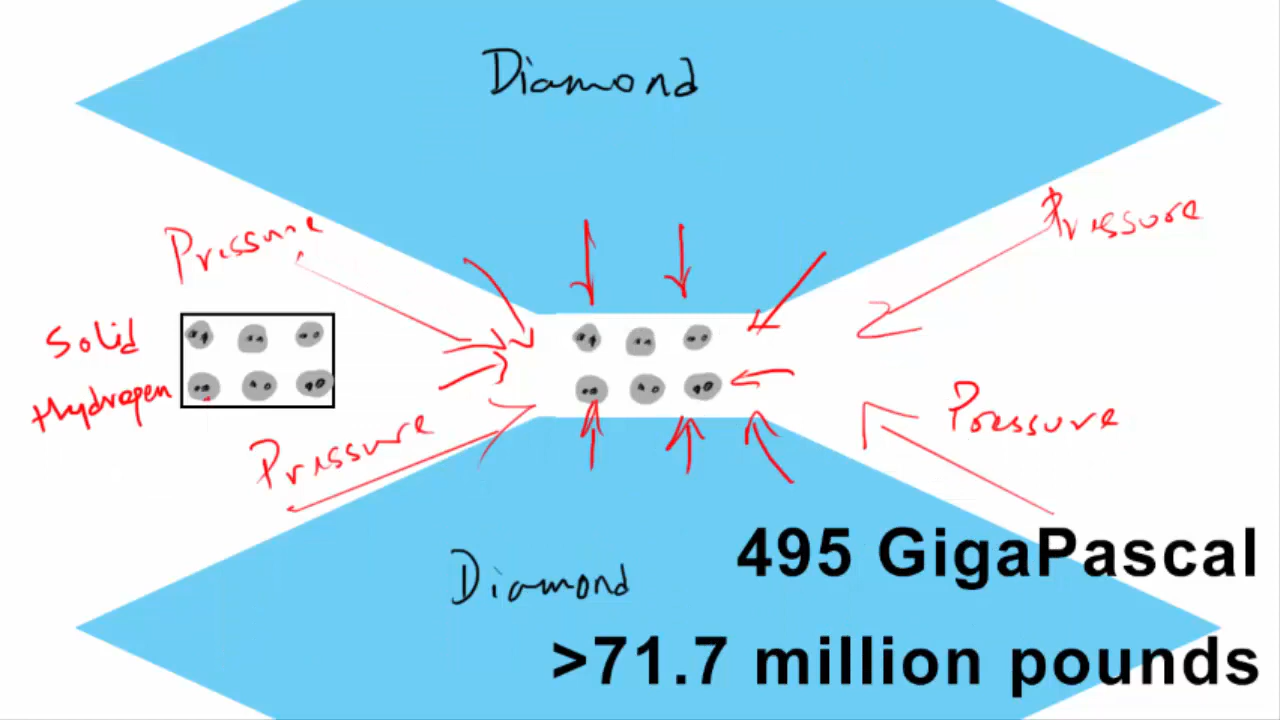 Diamond
Pressure
Pressure
Solid
Hydrogen
Pressure
Pressure
Diamond
495 GigaPascal
>71.7 million pounds